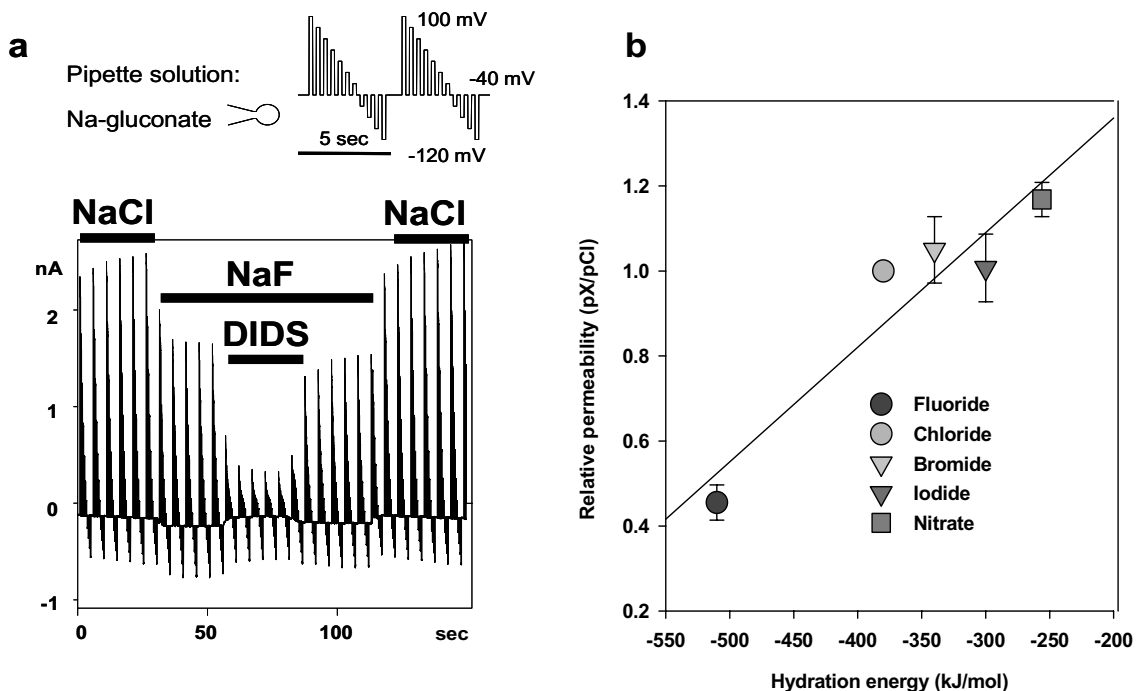 a
Pipette solution:
Na-gluconate
100 mV
-40 mV
5 sec
-120 mV
NaCl
NaCl
NaF
DIDS
nA
2
1
0
-1
0
50
100
sec
b
Relative permeability (pX/pCl)
1.4
1.2
1.0
0.8
0.6
0.4
0.2
Fluoride
Chloride
Bromide
Iodide
Nitrate
-550 -500 -450 -400 -350 -300 -250 -200
Hydration energy (kJ/mol)